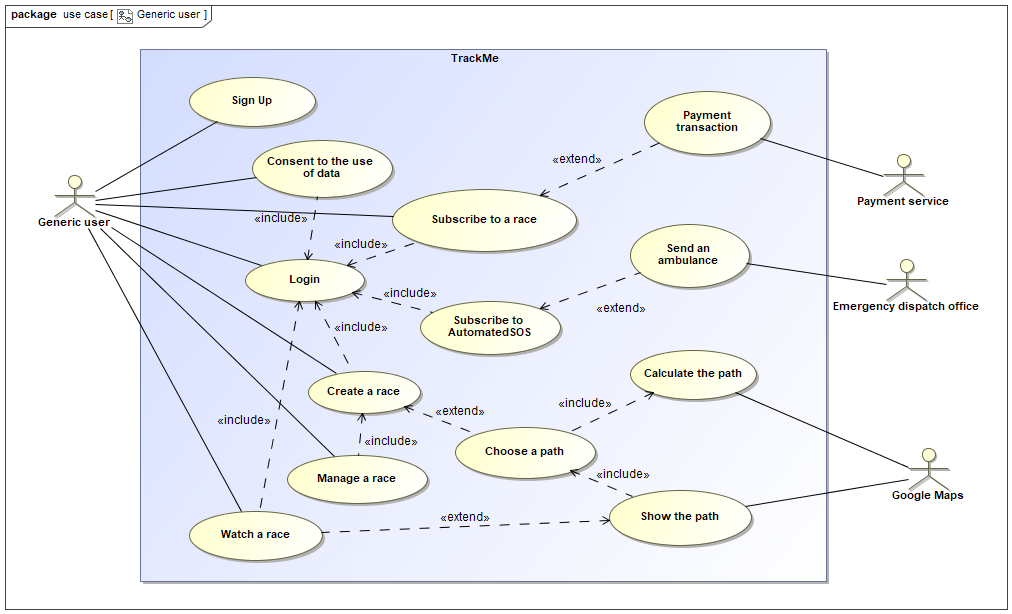 package use case [ Generic user ]
TrackMe
Sign Up
Payment
transaction
Consent to the use
of data
«extend»
Payment service
Generic user
«include»
Subscribe to a race
«include»
Send an
ambulance
Login
«include»
Emergency dispatch office
«extend»
Subscribe to
AutomatedSOS
«include»
Calculate the path
Create a race
«include»
«extend»
«include»
«include»
Choose a path
Manage a race
«include»
Google Maps
«extend»
Show the path
Watch a race